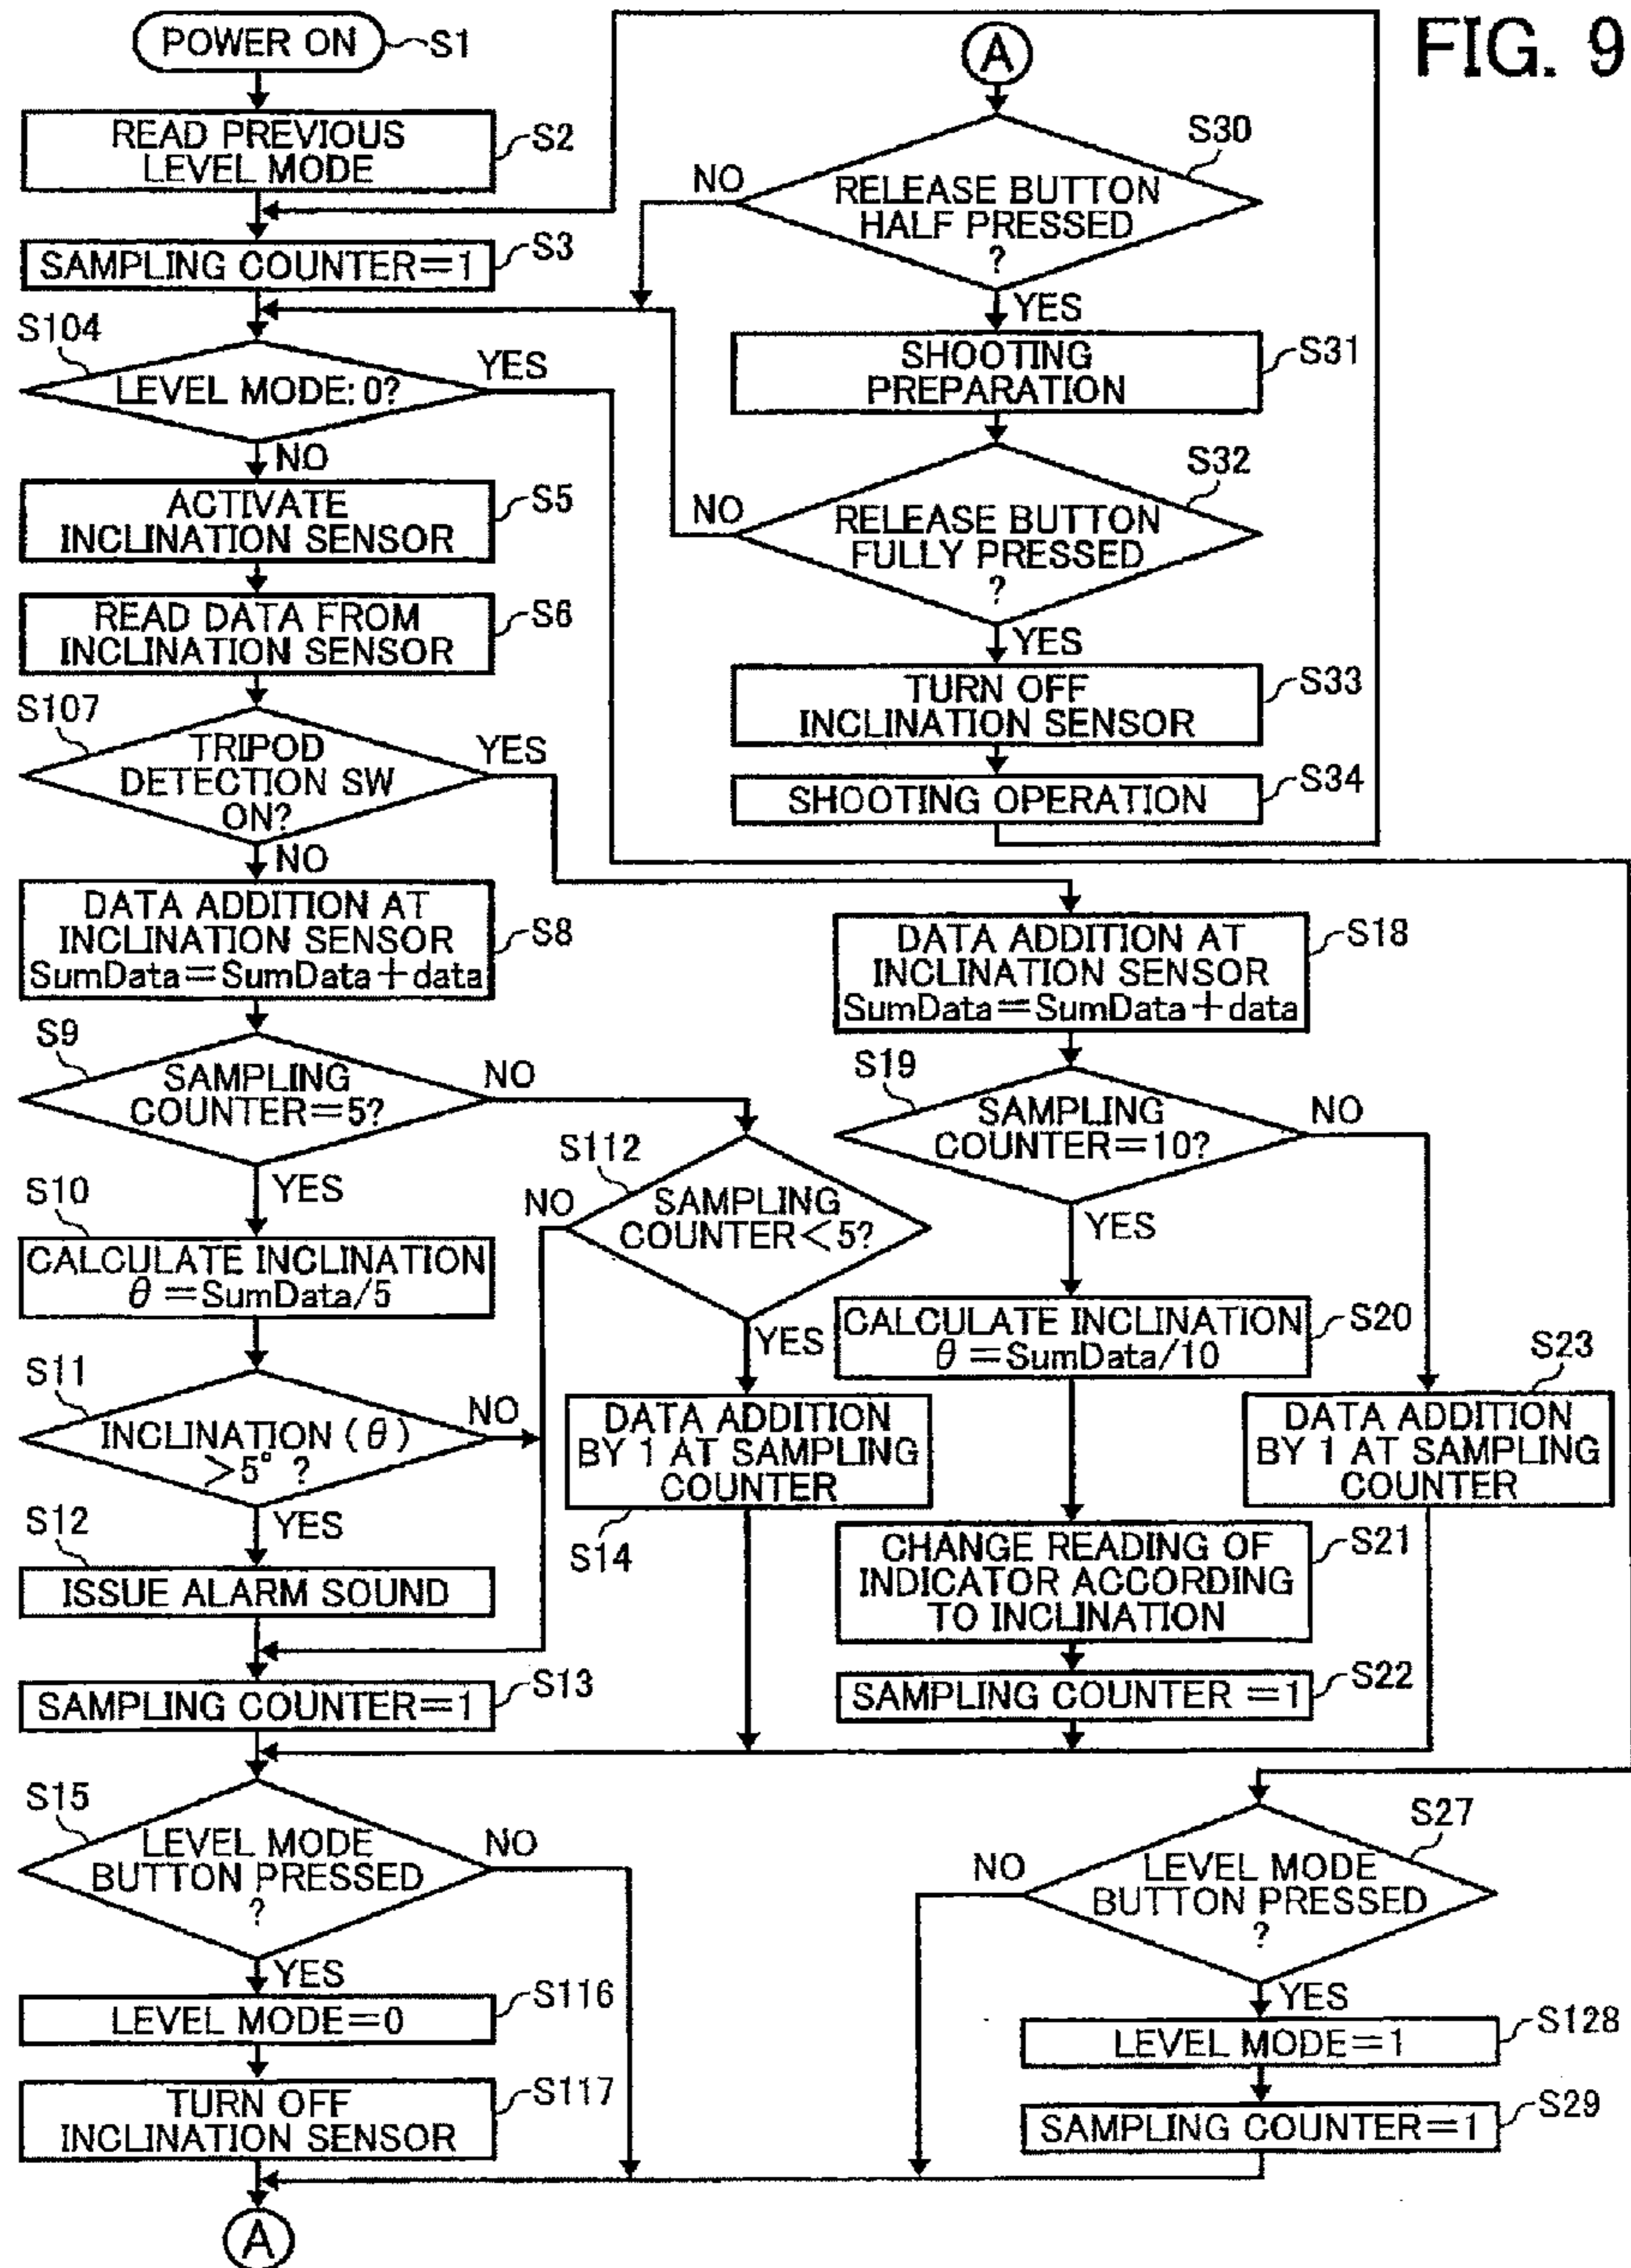 FIG. 9
POWER ON
S1
READ PREVIOUS
LEVEL MODE
S2
SAMPLING COUNTER=1
S3
S104
LEVEL MODE: 0?
YES
NO
ACTIVATE
INCLINATION SENSOR
S5
READ DATA FROM
INCLINATION SENSOR
S6
S107
TRIPOD
DETECTION SW
ON?
YES
NO
DATA ADDITION AT
INCLINATION SENSOR
SumData=SumData+data
S8
S9
SAMPLING
COUNTER=5?
NO
YES
S10
CALCULATE INCLINATION
θ=SumData/5
S11
INCLINATION (θ)
>5° ?
NO
YES
S12
ISSUE ALARM SOUND
SAMPLING COUNTER=1
S13
S112
SAMPLING
COUNTER<5?
NO
YES
DATA ADDITION
BY 1 AT SAMPLING
COUNTER
S14
S15
LEVEL MODE
BUTTON PRESSED
?
NO
YES
LEVEL MODE=0
S116
TURN OFF
INCLINATION SENSOR
S117
A
A
S30
RELEASE BUTTON
HALF PRESSED
?
NO
YES
SHOOTING
PREPARATION
S31
S32
RELEASE BUTTON
FULLY PRESSED
?
NO
YES
TURN OFF
INCLINATION SENSOR
S33
SHOOTING OPERATION
S34
DATA ADDITION AT
INCLINATION SENSOR
SumData=SumData+data
S18
S19
SAMPLING
COUNTER=10?
NO
YES
CALCULATE INCLINATION
θ=SumData/10
S20
CHANGE READING OF
INDICATOR ACCORDING
TO INCLINATION
S21
SAMPLING COUNTER =1
S22
S23
DATA ADDITION
BY 1 AT SAMPLING
COUNTER
S27
LEVEL MODE
BUTTON PRESSED
?
NO
YES
LEVEL MODE=1
S128
SAMPLING COUNTER=1
S29